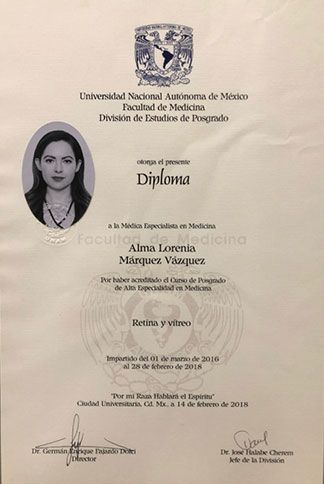 Universidad Nacional Autónoma de México
Facultad de Medicina
División de Estudios de Posgrado
otorga el presente
Diploma
a la Médica Especialista en Medicina
Facultad de Medicina
Alma Lorenia
Márquez Vázquez
Por haber acreditado el Curso de Posgrado
de Alta Especialidad en Medicina
Retina y vítreo
Impartido del 01 de marzo de 2016
al 28 de febrero de 2018
"Por mi Raza Hablará el Espíritu"
Ciudad Universitaria, Cd. Mx., a 14 de febrero de 2018
Dr. Germán Enrique Fajardo Dolci
Director
Dr. José Halabe Cherem
Jefe de la División